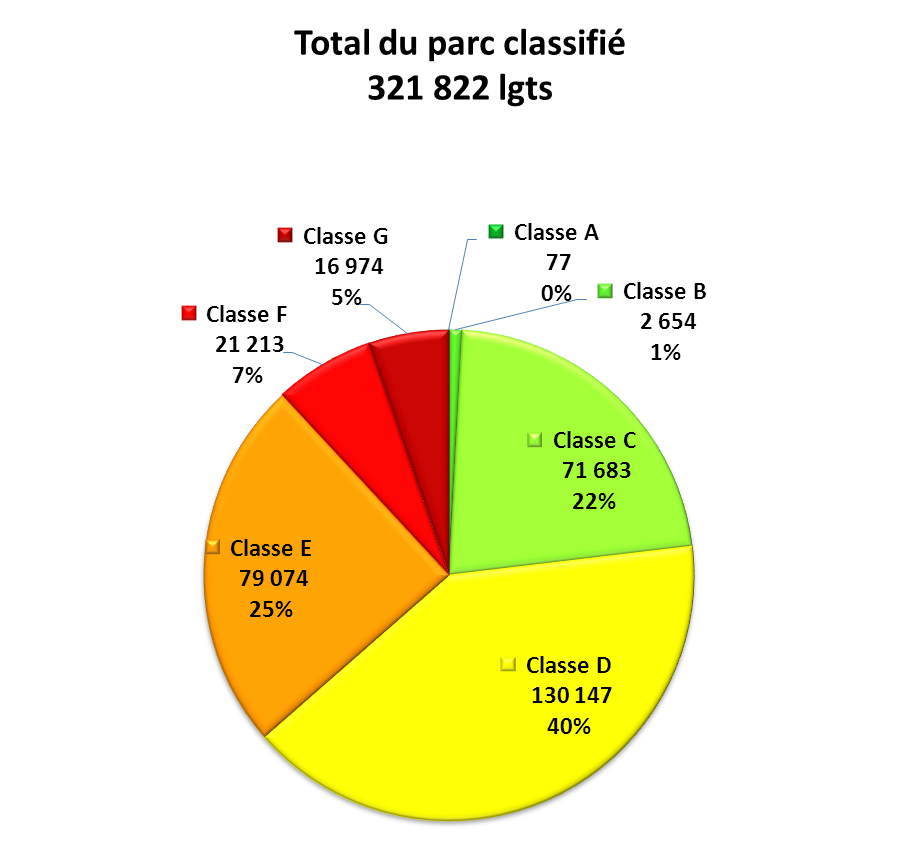 Total du parc classifié
321 822 lgts
Classe A
77
0%
Classe B
2 654
1%
Classe C
71 683
22%
Classe D
130 147
40%
Classe E
79 074
25%
Classe F
21 213
7%
Classe G
16 974
5%